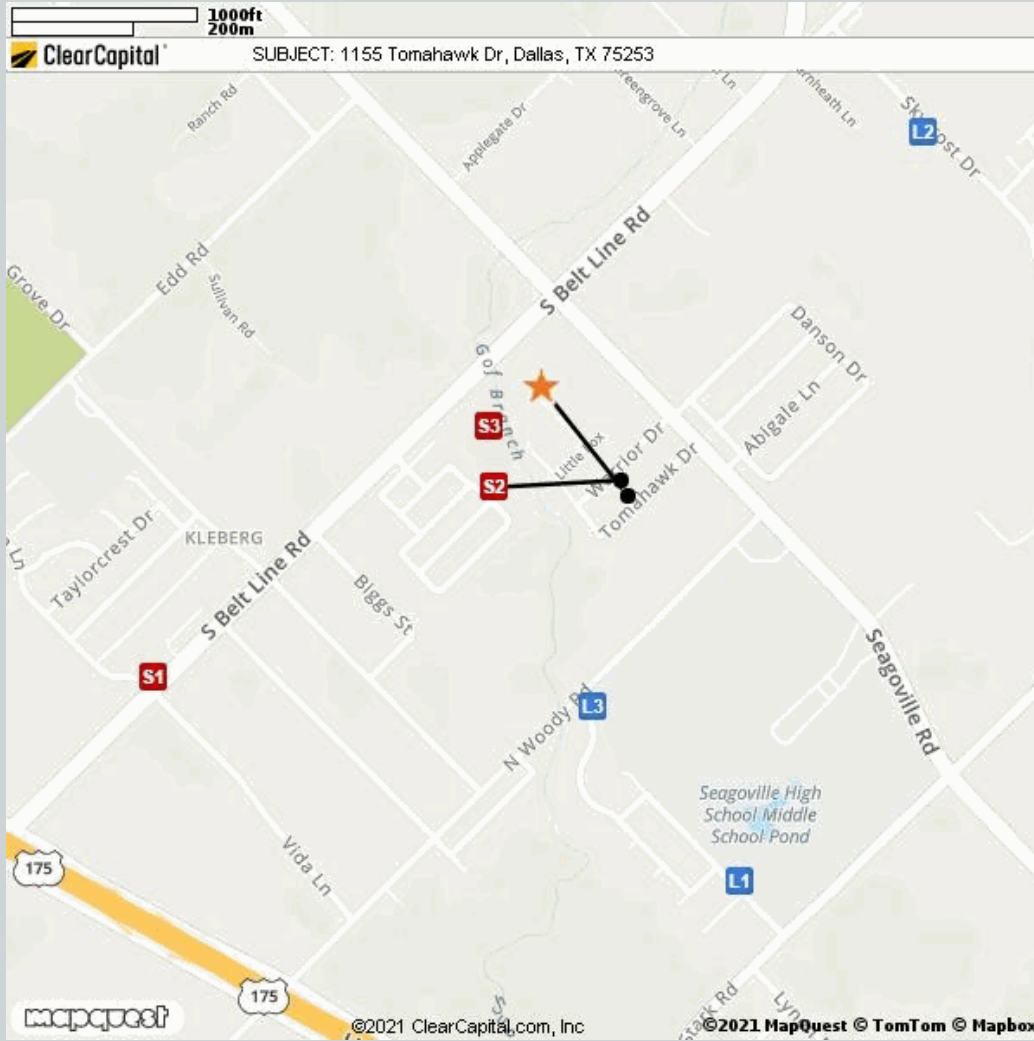 1000ft
200m
ClearCapital
SUBJECT: 1155 Tomahawk Dr, Dallas, TX 75253
Ranch Rd
Applegate Dr
Ln
L2
Edd Rd
Grove Dr
Sullivan Rd
S Belt Line Rd
Danson Dr
Abigale Ln
S3
S2
Warrior Dr
Tomahawk Dr
KLEBERG
Taylorcrest Dr
Ln
S Belt Line Rd
Biggs St
S1
L3
N Woody Rd
Seagoville Rd
Seagoville High
School Middle
School Pond
L1
175
Vida Ln
175
mapquest
©2021 ClearCapital.com, Inc
©2021 MapQuest © TomTom © Mapbox